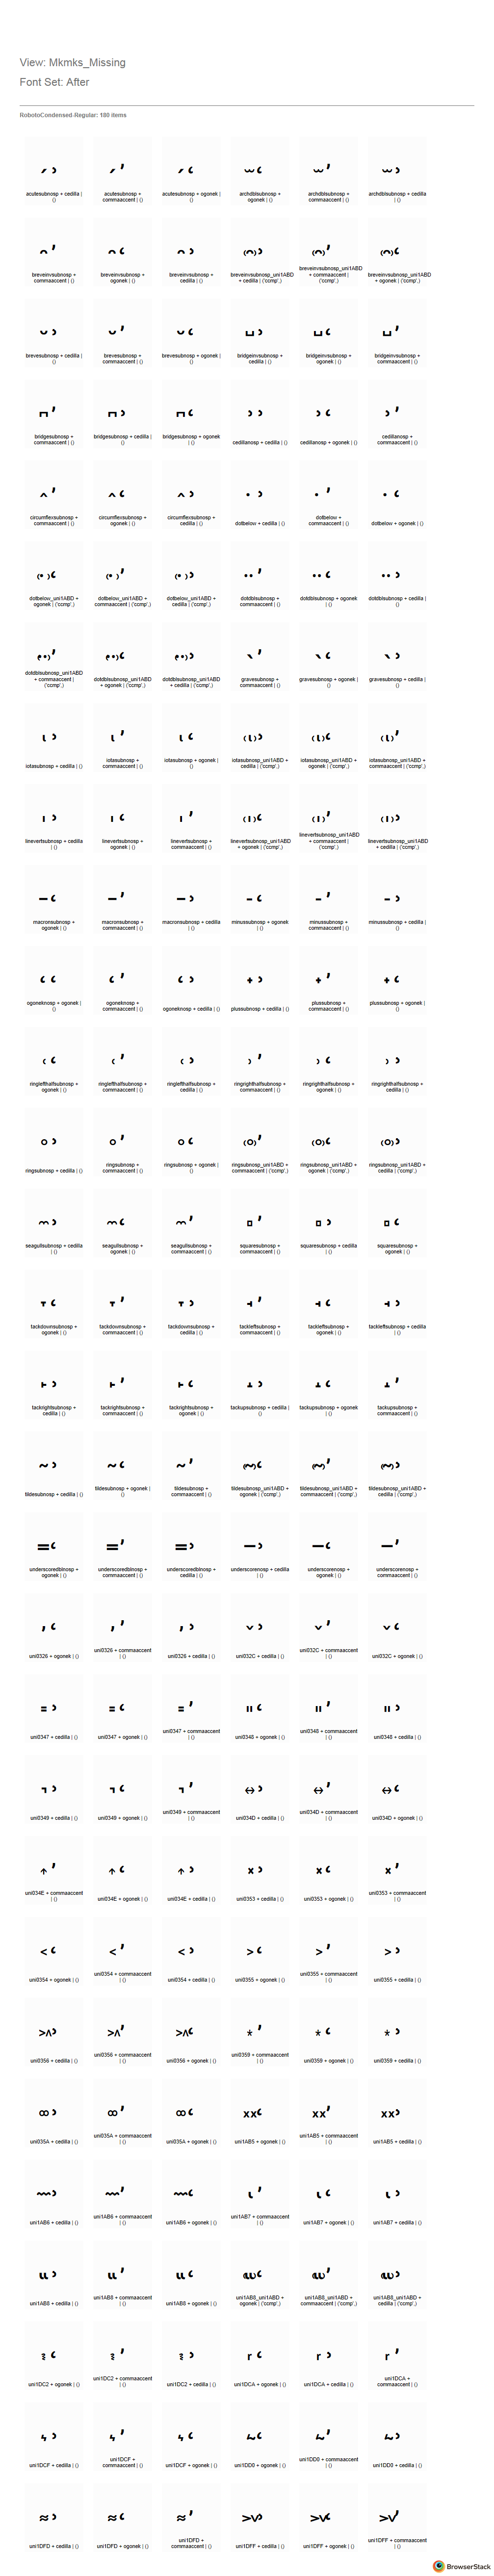 View: Mkmks_Missing
Font Set: After
RobotoCondensed-Regular: 180 items
acutesubnosp + cedilla |
()
acutesubnosp +
commaaccent | ()
acutesubnosp + ogonek |
()
archdblsubnosp +
ogonek | ()
archdblsubnosp +
commaaccent | ()
archdblsubnosp + cedilla
| ()
breveinvsubnosp +
commaaccent | ()
breveinvsubnosp +
ogonek | ()
breveinvsubnosp +
cedilla | ()
breveinvsubnosp_uni1ABD
+ cedilla | ('ccmp',)
breveinvsubnosp_uni1ABD
+ commaaccent |
('ccmp',)
breveinvsubnosp_uni1ABD
+ ogonek | ('ccmp',)
brevesubnosp + cedilla |
()
brevesubnosp +
commaaccent | ()
brevesubnosp + ogonek |
()
bridgeinvsubnosp +
cedilla | ()
bridgeinvsubnosp +
ogonek | ()
bridgeinvsubnosp +
commaaccent | ()
bridgesubnosp +
commaaccent | ()
bridgesubnosp + cedilla |
()
bridgesubnosp + ogonek
| ()
cedillanosp + cedilla | ()
cedillanosp + ogonek | ()
cedillanosp +
commaaccent | ()
circumflexsubnosp +
commaaccent | ()
circumflexsubnosp +
ogonek | ()
circumflexsubnosp +
cedilla | ()
dotbelow + cedilla | ()
dotbelow +
commaaccent | ()
dotbelow + ogonek | ()
dotbelow_uni1ABD +
ogonek | ('ccmp',)
dotbelow_uni1ABD +
commaaccent | ('ccmp',)
dotbelow_uni1ABD +
cedilla | ('ccmp',)
dotdblsubnosp +
commaaccent | ()
dotdblsubnosp + ogonek
| ()
dotdblsubnosp + cedilla |
()
dotdblsubnosp_uni1ABD
+ commaaccent |
('ccmp',)
dotdblsubnosp_uni1ABD
+ ogonek | ('ccmp',)
dotdblsubnosp_uni1ABD
+ cedilla | ('ccmp',)
gravesubnosp +
commaaccent | ()
gravesubnosp + ogonek |
()
gravesubnosp + cedilla |
()
iotasubnosp + cedilla | ()
iotasubnosp +
commaaccent | ()
iotasubnosp + ogonek |
()
iotasubnosp_uni1ABD +
cedilla | ('ccmp',)
iotasubnosp_uni1ABD +
ogonek | ('ccmp',)
iotasubnosp_uni1ABD +
commaaccent | ('ccmp',)
linevertsubnosp + cedilla
| ()
linevertsubnosp +
ogonek | ()
linevertsubnosp +
commaaccent | ()
linevertsubnosp_uni1ABD
+ ogonek | ('ccmp',)
linevertsubnosp_uni1ABD
+ commaaccent |
('ccmp',)
linevertsubnosp_uni1ABD
+ cedilla | ('ccmp',)
macronsubnosp +
ogonek | ()
macronsubnosp +
commaaccent | ()
macronsubnosp + cedilla
| ()
minussubnosp + ogonek
| ()
minussubnosp +
commaaccent | ()
minussubnosp + cedilla |
()
ogoneknosp + ogonek |
()
ogoneknosp +
commaaccent | ()
ogoneknosp + cedilla | ()
plussubnosp + cedilla | ()
plussubnosp +
commaaccent | ()
plussubnosp + ogonek |
()
ringlefthalfsubnosp +
ogonek | ()
ringlefthalfsubnosp +
commaaccent | ()
ringlefthalfsubnosp +
cedilla | ()
ringrighthalfsubnosp +
commaaccent | ()
ringrighthalfsubnosp +
ogonek | ()
ringrighthalfsubnosp +
cedilla | ()
ringsubnosp + cedilla | ()
ringsubnosp +
commaaccent | ()
ringsubnosp + ogonek |
()
ringsubnosp_uni1ABD +
commaaccent | ('ccmp',)
ringsubnosp_uni1ABD +
ogonek | ('ccmp',)
ringsubnosp_uni1ABD +
cedilla | ('ccmp',)
seagullsubnosp + cedilla
| ()
seagullsubnosp +
ogonek | ()
seagullsubnosp +
commaaccent | ()
squaresubnosp +
commaaccent | ()
squaresubnosp + cedilla
| ()
squaresubnosp +
ogonek | ()
tackdownsubnosp +
ogonek | ()
tackdownsubnosp +
commaaccent | ()
tackdownsubnosp +
cedilla | ()
tackleftsubnosp +
commaaccent | ()
tackleftsubnosp +
ogonek | ()
tackleftsubnosp + cedilla
| ()
tackrightsubnosp +
cedilla | ()
tackrightsubnosp +
commaaccent | ()
tackrightsubnosp +
ogonek | ()
tackupsubnosp + cedilla |
()
tackupsubnosp + ogonek
| ()
tackupsubnosp +
commaaccent | ()
tildesubnosp + cedilla | ()
tildesubnosp + ogonek |
()
tildesubnosp +
commaaccent | ()
tildesubnosp_uni1ABD +
ogonek | ('ccmp',)
tildesubnosp_uni1ABD +
commaaccent | ('ccmp',)
tildesubnosp_uni1ABD +
cedilla | ('ccmp',)
underscoredblnosp +
ogonek | ()
underscoredblnosp +
commaaccent | ()
underscoredblnosp +
cedilla | ()
underscorenosp + cedilla
| ()
underscorenosp +
ogonek | ()
underscorenosp +
commaaccent | ()
uni0326 + ogonek | ()
uni0326 + commaaccent
| ()
uni0326 + cedilla | ()
uni032C + cedilla | ()
uni032C + commaaccent
| ()
uni032C + ogonek | ()
uni0347 + cedilla | ()
uni0347 + ogonek | ()
uni0347 + commaaccent
| ()
uni0348 + ogonek | ()
uni0348 + commaaccent
| ()
uni0348 + cedilla | ()
uni0349 + cedilla | ()
uni0349 + ogonek | ()
uni0349 + commaaccent
| ()
uni034D + cedilla | ()
uni034D + commaaccent
| ()
uni034D + ogonek | ()
uni034E + commaaccent
| ()
uni034E + ogonek | ()
uni034E + cedilla | ()
uni0353 + cedilla | ()
uni0353 + ogonek | ()
uni0353 + commaaccent
| ()
uni0354 + ogonek | ()
uni0354 + commaaccent
| ()
uni0354 + cedilla | ()
uni0355 + ogonek | ()
uni0355 + commaaccent
| ()
uni0355 + cedilla | ()
uni0356 + cedilla | ()
uni0356 + commaaccent
| ()
uni0356 + ogonek | ()
uni0359 + commaaccent
| ()
uni0359 + ogonek | ()
uni0359 + cedilla | ()
uni035A + cedilla | ()
uni035A + commaaccent
| ()
uni035A + ogonek | ()
uni1AB5 + ogonek | ()
uni1AB5 + commaaccent
| ()
uni1AB5 + cedilla | ()
uni1AB6 + cedilla | ()
uni1AB6 + commaaccent
| ()
uni1AB6 + ogonek | ()
uni1AB7 + commaaccent
| ()
uni1AB7 + ogonek | ()
uni1AB7 + cedilla | ()
uni1AB8 + cedilla | ()
uni1AB8 + commaaccent
| ()
uni1AB8 + ogonek | ()
uni1AB8_uni1ABD +
ogonek | ('ccmp',)
uni1AB8_uni1ABD +
commaaccent | ('ccmp',)
uni1AB8_uni1ABD +
cedilla | ('ccmp',)
uni1DC2 + ogonek | ()
uni1DC2 + commaaccent
| ()
uni1DC2 + cedilla | ()
uni1DCA + ogonek | ()
uni1DCA + cedilla | ()
uni1DCA +
commaaccent | ()
uni1DCF + cedilla | ()
uni1DCF +
commaaccent | ()
uni1DCF + ogonek | ()
uni1DD0 + ogonek | ()
uni1DD0 + commaaccent
| ()
uni1DD0 + cedilla | ()
uni1DFD + cedilla | ()
uni1DFD + ogonek | ()
uni1DFD +
commaaccent | ()
uni1DFF + cedilla | ()
uni1DFF + ogonek | ()
uni1DFF + commaaccent
| ()
BrowserStack